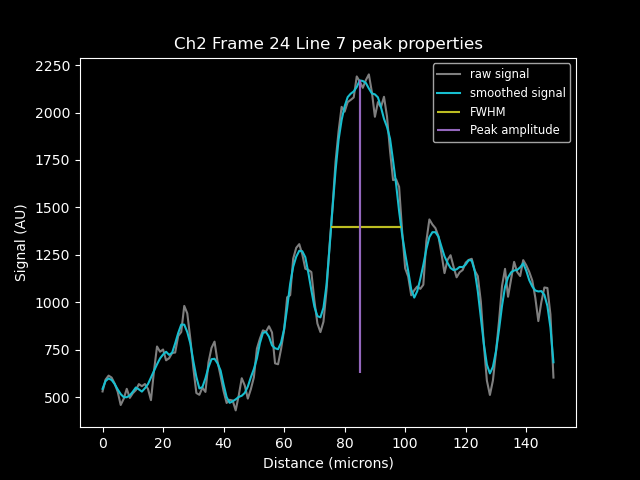 Ch2 Frame 24 Line 7 peak properties
raw signal
smoothed signal
FWHM
Peak amplitude
Signal (AU)
2250
2000
1750
1500
1250
1000
750
500
0 20 40 60 80 100 120 140
Distance (microns)